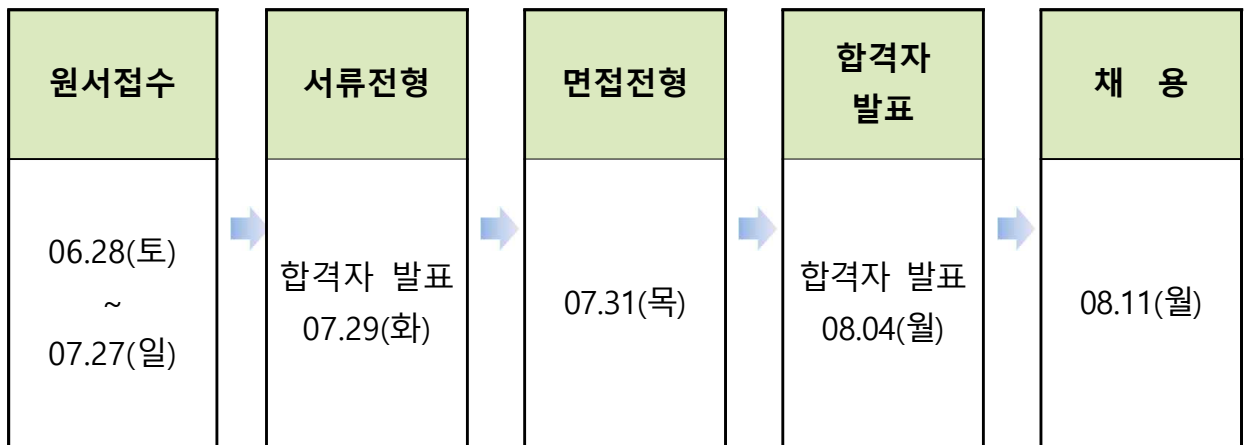 원서접수
06.28(토)
~
07.27(일)
서류전형
합격자 발표
07.29(화)
면접전형
07.31(목)
합격자
발표
합격자 발표
08.04(월)
채 용
08.11(월)